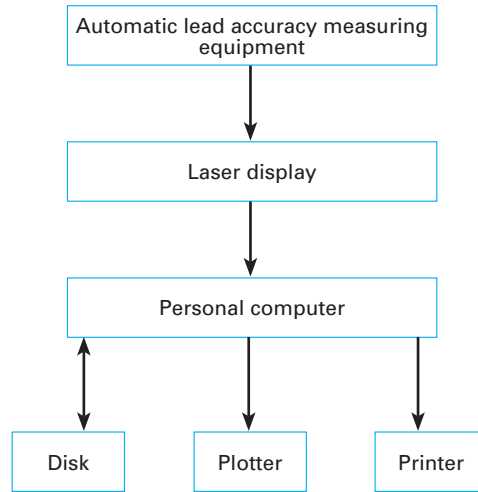 Automatic lead accuracy measuring
equipment
Laser display
Personal computer
Disk
Plotter
Printer